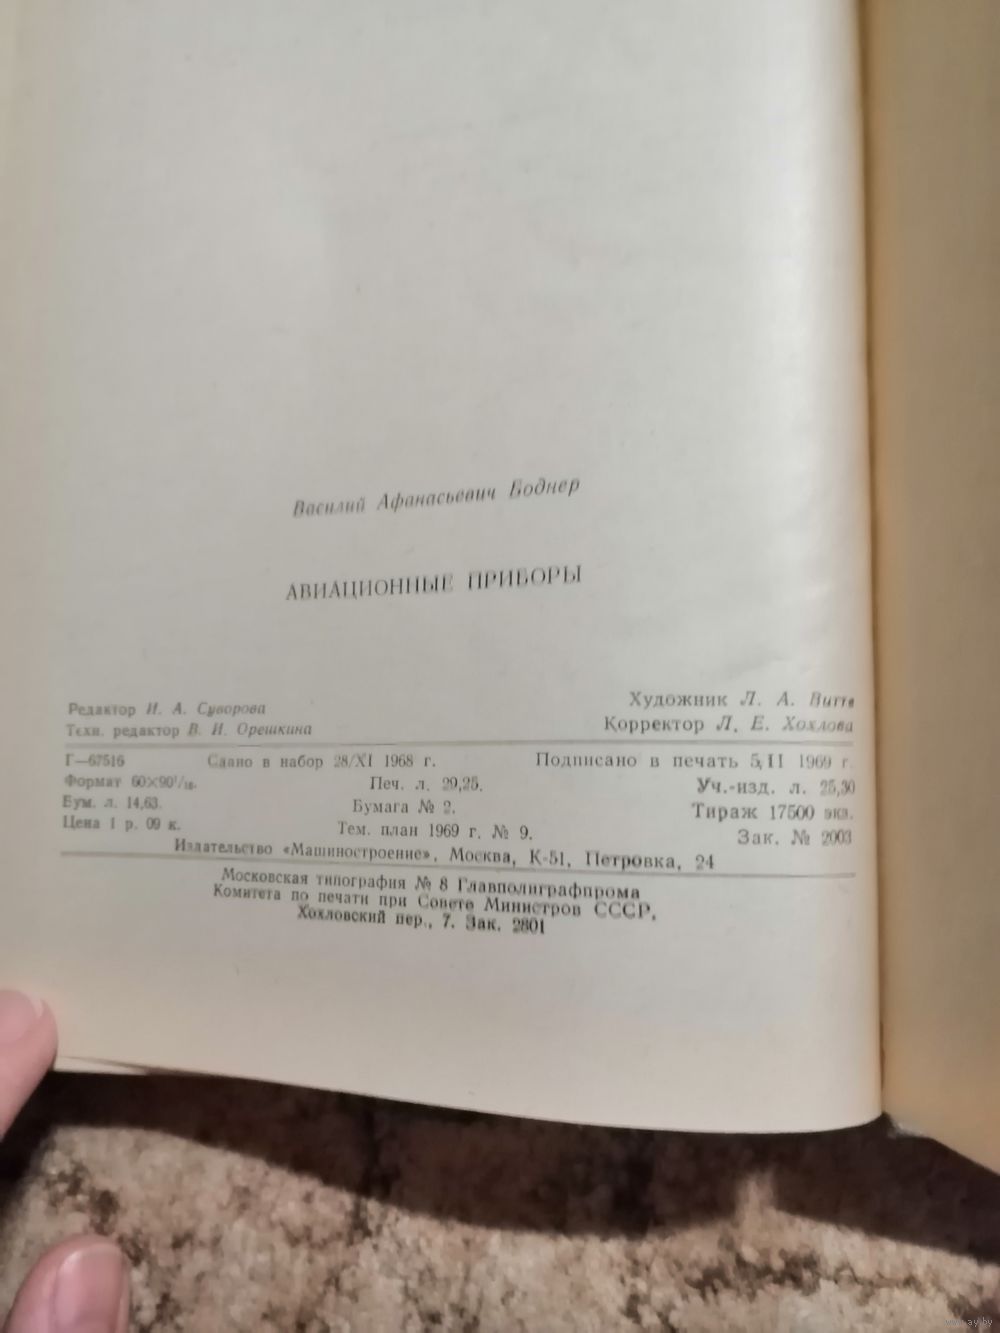 Василий Афанасьевич Боднер
АВИАЦИОННЫЕ ПРИБОРЫ
Редактор И. А. Суворова
Техн. редактор В. И. Орешкина
Художник Л. А. Витте
Корректор Л. Е. Хохлова
Г—67516 Сдано в набор 28/XI 1968 г. Подписано в печать 5/II 1969 г.
Формат 60×90¹/₁₆. Печ. л. 29,25. Уч.-изд. л. 25,30
Бум. л. 14,63. Бумага № 2. Тираж 17500 экз.
Цена 1 р. 09 к. Тем. план 1969 г. № 9. Зак. № 2003
Издательство «Машиностроение», Москва, К-51, Петровка, 24
Московская типография № 8 Главполиграфпрома
Комитета по печати при Совете Министров СССР,
Хохловский пер., 7. Зак. 2801
www.ay.by